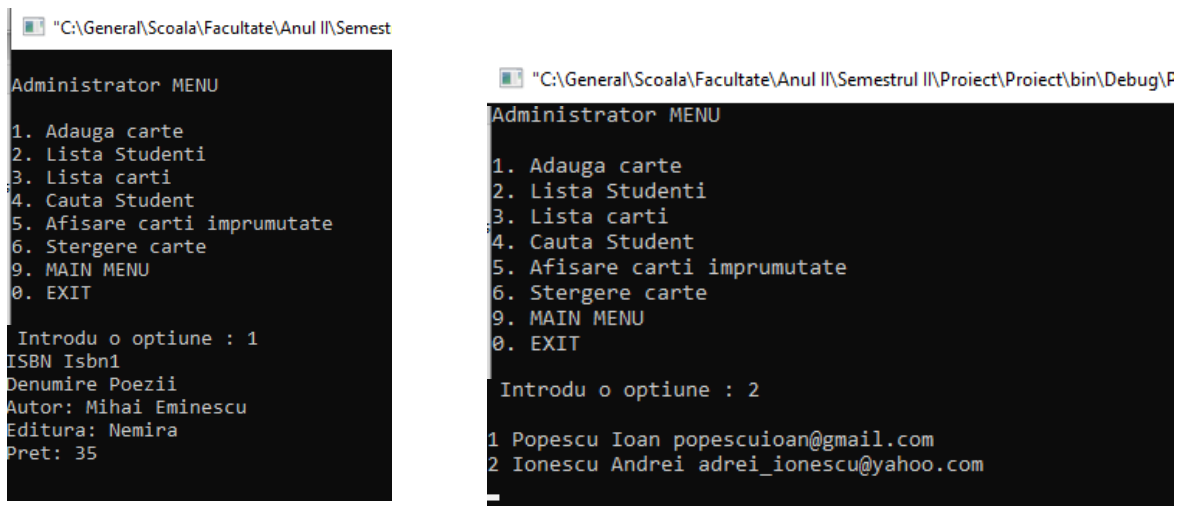 "C:\General\Scoala\Facultate\Anul II\Semest
Administrator MENU
1. Adauga carte
2. Lista Studenti
3. Lista carti
4. Cauta Student
5. Afisare carti imprumutate
6. Stergere carte
9. MAIN MENU
0. EXIT
Introdu o optiune : 1
ISBN Isbn1
Denumire Poezii
Autor: Mihai Eminescu
Editura: Nemira
Pret: 35
"C:\General\Scoala\Facultate\Anul II\Semestrul II\Proiect\Proiect\bin\Debug\P
Administrator MENU
1. Adauga carte
2. Lista Studenti
3. Lista carti
4. Cauta Student
5. Afisare carti imprumutate
6. Stergere carte
9. MAIN MENU
0. EXIT
Introdu o optiune : 2
1 Popescu Ioan popescuioan@gmail.com
2 Ionescu Andrei adrei_ionescu@yahoo.com